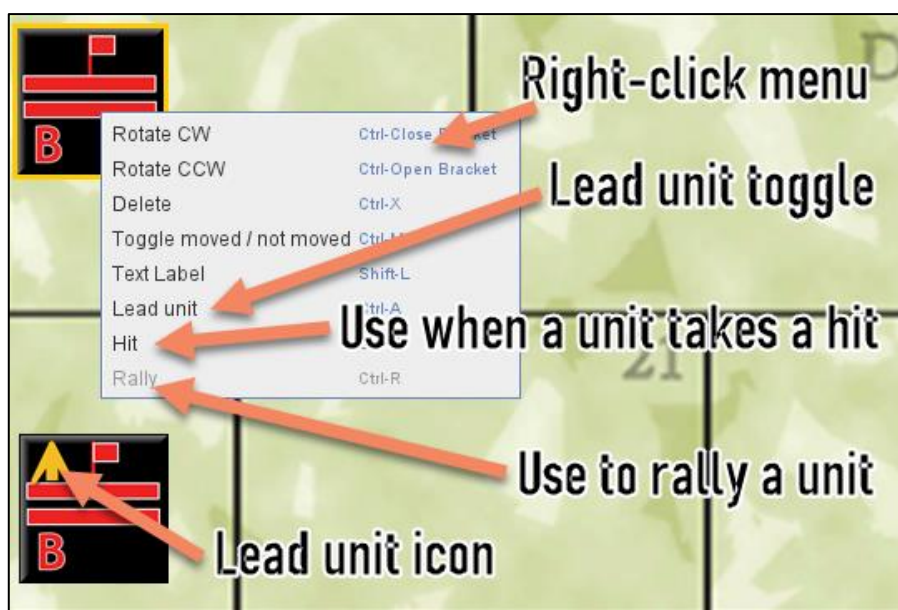 D
Right-click menu
B
Rotate CW Ctrl-Close
Rotate CCW Ctrl-Open Bracket
Lead unit toggle
Delete Ctrl-X
Toggle moved / not moved
Text Label Shift-L
Lead unit
Use when a unit takes a hit
Hit
21
Rally Ctrl-R
Use to rally a unit
B
Lead unit icon